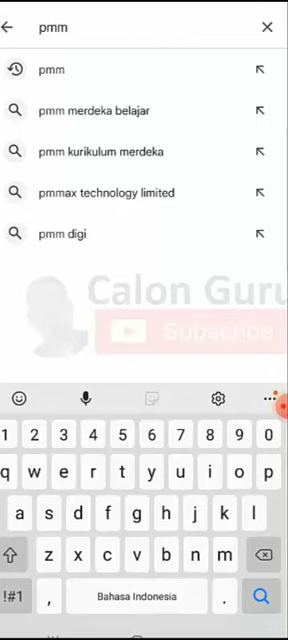 pmm
pmm
pmm merdeka belajar
pmm kurikulum merdeka
pmmax technology limited
pmm digi
Calon Guru
Subscribe
1 2 3 4 5 6 7 8 9 0
q w e r t y u i o p
a s d f g h j k l
z x c v b n m
!#1 , Bahasa Indonesia .